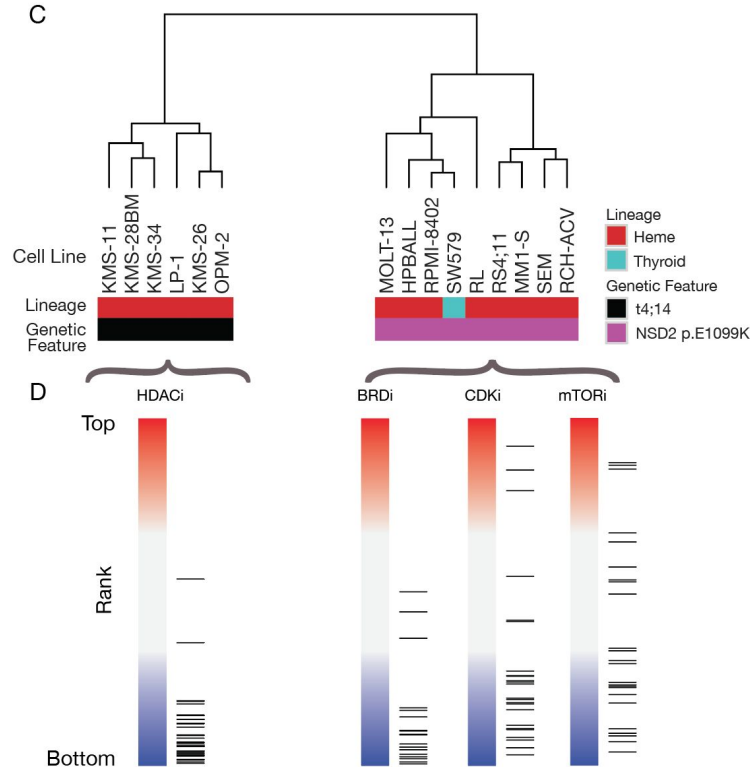 C
Cell Line
KMS-11
KMS-28BM
KMS-34
LP-1
KMS-26
OPM-2
MOLT-13
HPBALL
RPMI-8402
SW579
RL
RS4;11
MM1-S
SEM
RCH-ACV
Lineage
Heme
Thyroid
Genetic Feature
t4;14
NSD2 p.E1099K
Lineage
Genetic
Feature
D
HDACi
BRDi
CDKi
mTORi
Top
Rank
Bottom